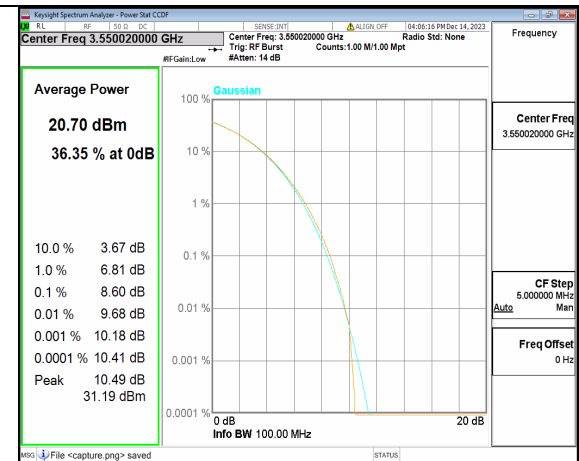 Keysight Spectrum Analyzer - Power Stat CCDF
RL RF 50 Ω DC SENSE:INT ALIGN OFF 04:06:16 PM Dec 14, 2023
Center Freq 3.550020000 GHz
Center Freq: 3.550020000 GHz Radio Std: None
Trig: RF Burst Counts:1.00 M/1.00 Mpt
#IFGain:Low #Atten: 14 dB
Frequency
Average Power
20.70 dBm
36.35 % at 0dB
10.0 % 3.67 dB
1.0 % 6.81 dB
0.1 % 8.60 dB
0.01 % 9.68 dB
0.001 % 10.18 dB
0.0001 % 10.41 dB
Peak 10.49 dB
31.19 dBm
Gaussian
100 %
10 %
1 %
0.1 %
0.01 %
0.001 %
0.0001 %
0 dB 20 dB
Info BW 100.00 MHz
Center Freq
3.550020000 GHz
CF Step
5.000000 MHz
Auto Man
Freq Offset
0 Hz
MSG File <capture.png> saved STATUS